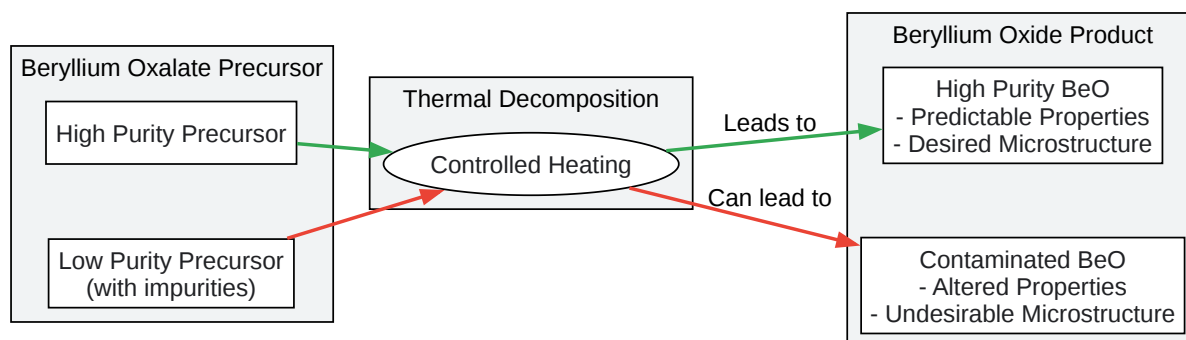 Beryllium Oxalate Precursor
High Purity Precursor
Low Purity Precursor
(with impurities)
Thermal Decomposition
Controlled Heating
Leads to
Can lead to
Beryllium Oxide Product
High Purity BeO
- Predictable Properties
- Desired Microstructure
Contaminated BeO
- Altered Properties
- Undesirable Microstructure